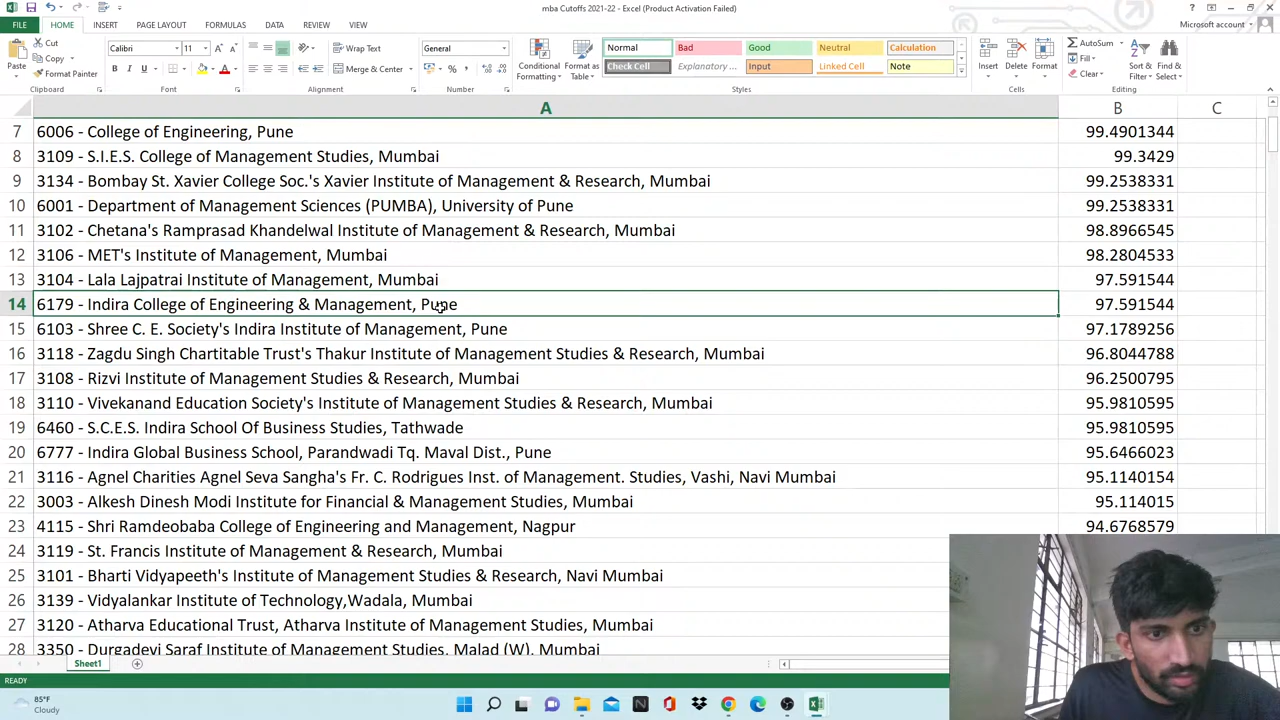 mba Cutoffs 2021-22 - Excel (Product Activation Failed)
FILE HOME INSERT PAGE LAYOUT FORMULAS DATA REVIEW VIEW Microsoft account
Cut
Copy
Format Painter
Paste
Clipboard
Calibri 11
B I U
Font
Wrap Text
Merge & Center
Alignment
General
Number
Conditional Formatting
Format as Table
Normal Bad Good Neutral Calculation
Check Cell Explanatory ... Input Linked Cell Note
Styles
Insert Delete Format
Cells
AutoSum
Fill
Clear
Sort & Filter
Find & Select
Editing
A B C
7 6006 - College of Engineering, Pune 99.4901344
8 3109 - S.I.E.S. College of Management Studies, Mumbai 99.3429
9 3134 - Bombay St. Xavier College Soc.'s Xavier Institute of Management & Research, Mumbai 99.2538331
10 6001 - Department of Management Sciences (PUMBA), University of Pune 99.2538331
11 3102 - Chetana's Ramprasad Khandelwal Institute of Management & Research, Mumbai 98.8966545
12 3106 - MET's Institute of Management, Mumbai 98.2804533
13 3104 - Lala Lajpatrai Institute of Management, Mumbai 97.591544
14 6179 - Indira College of Engineering & Management, Pune 97.591544
15 6103 - Shree C. E. Society's Indira Institute of Management, Pune 97.1789256
16 3118 - Zagdu Singh Chartitable Trust's Thakur Institute of Management Studies & Research, Mumbai 96.8044788
17 3108 - Rizvi Institute of Management Studies & Research, Mumbai 96.2500795
18 3110 - Vivekanand Education Society's Institute of Management Studies & Research, Mumbai 95.9810595
19 6460 - S.C.E.S. Indira School Of Business Studies, Tathwade 95.9810595
20 6777 - Indira Global Business School, Parandwadi Tq. Maval Dist., Pune 95.6466023
21 3116 - Agnel Charities Agnel Seva Sangha's Fr. C. Rodrigues Inst. of Management. Studies, Vashi, Navi Mumbai 95.1140154
22 3003 - Alkesh Dinesh Modi Institute for Financial & Management Studies, Mumbai 95.114015
23 4115 - Shri Ramdeobaba College of Engineering and Management, Nagpur 94.6768579
24 3119 - St. Francis Institute of Management & Research, Mumbai
25 3101 - Bharti Vidyapeeth's Institute of Management Studies & Research, Navi Mumbai
26 3139 - Vidyalankar Institute of Technology,Wadala, Mumbai
27 3120 - Atharva Educational Trust, Atharva Institute of Management Studies, Mumbai
28 3350 - Durgadevi Saraf Institute of Management Studies, Malad (W), Mumbai
Sheet1
READY
85°F
Cloudy